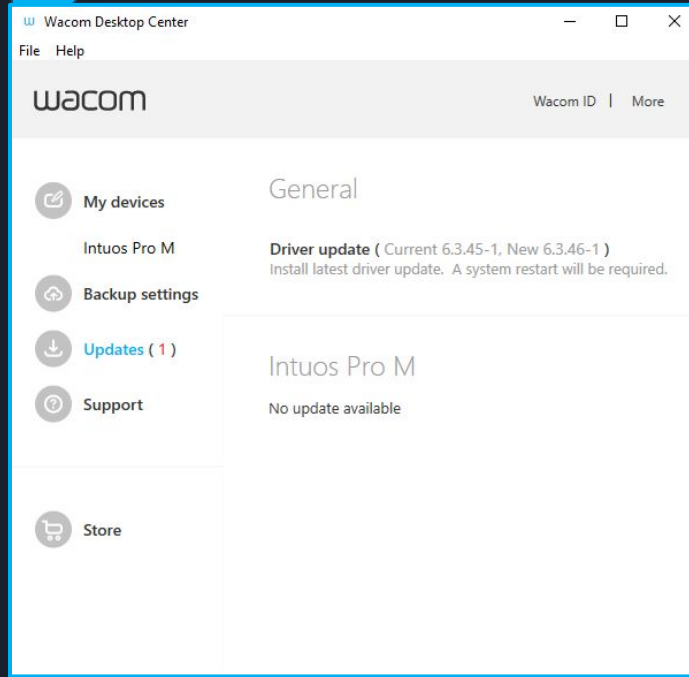 Wacom Desktop Center
File Help
wacom
Wacom ID | More
My devices
Intuos Pro M
Backup settings
Updates ( 1 )
Support
Store
General
Driver update ( Current 6.3.45-1, New 6.3.46-1 )
Install latest driver update. A system restart will be required.
Intuos Pro M
No update available